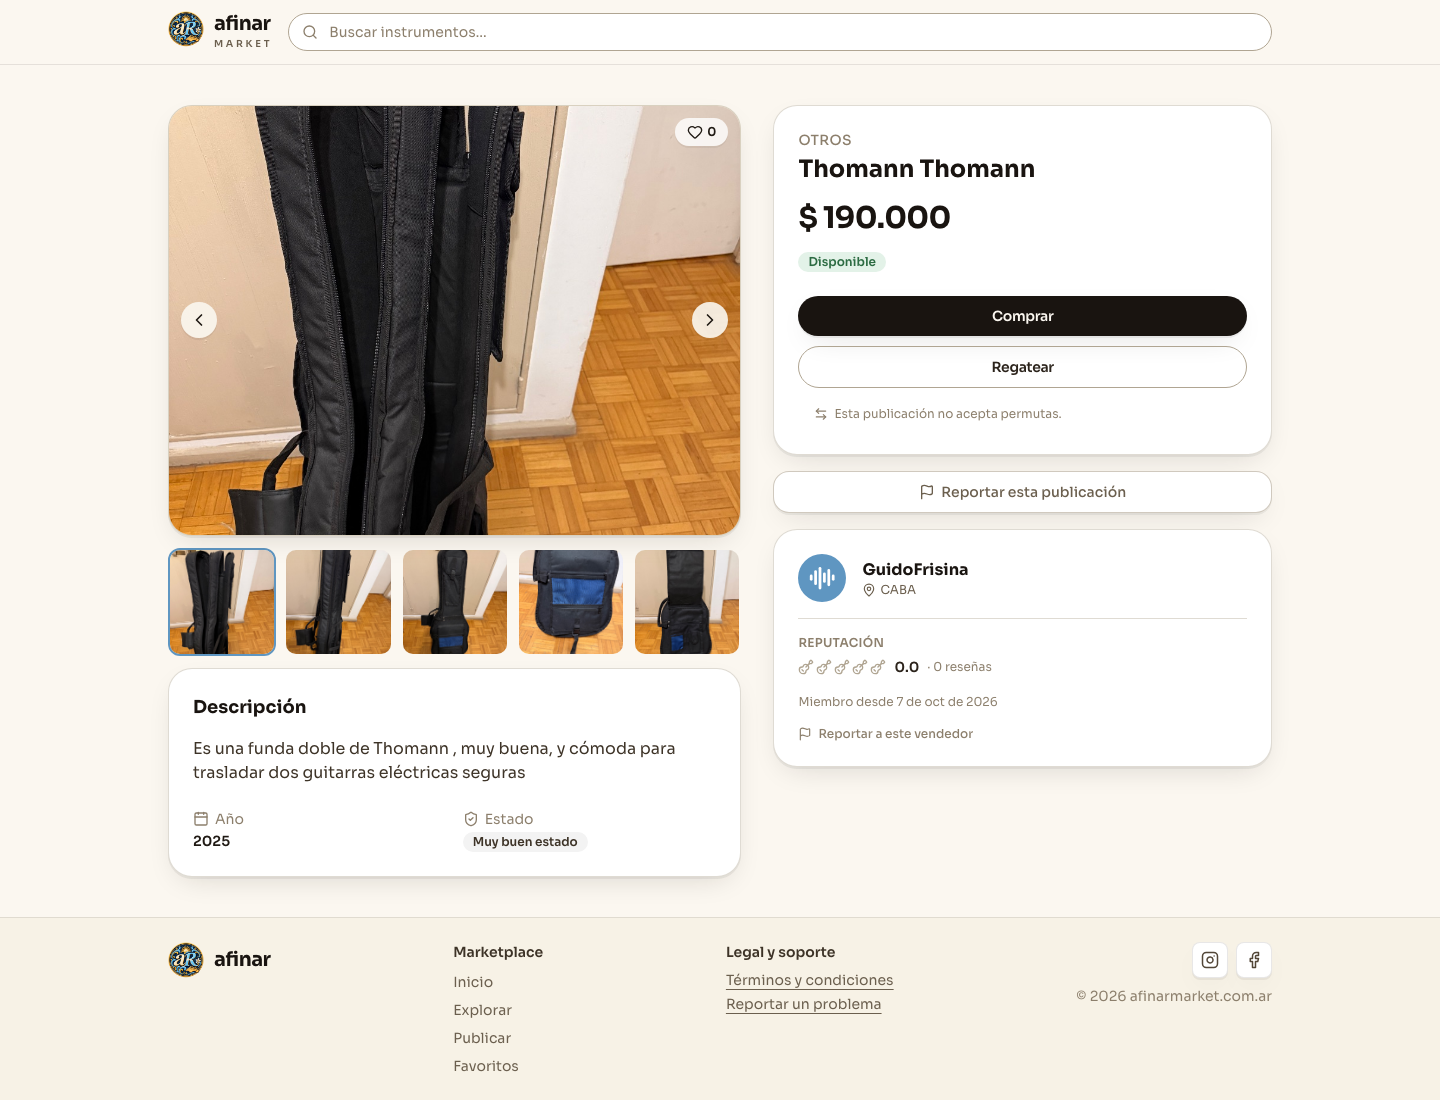 afinar
MARKET
Buscar instrumentos...
0
OTROS
Thomann Thomann
$ 190.000
Disponible
Comprar
Regatear
Esta publicación no acepta permutas.
Reportar esta publicación
GuidoFrisina
CABA
REPUTACIÓN
0.0 · 0 reseñas
Miembro desde 7 de oct de 2026
Reportar a este vendedor
Descripción
Es una funda doble de Thomann , muy buena, y cómoda para
trasladar dos guitarras eléctricas seguras
Año
2025
Estado
Muy buen estado
afinar
Marketplace
Inicio
Explorar
Publicar
Favoritos
Legal y soporte
Términos y condiciones
Reportar un problema
© 2026 afinarmarket.com.ar